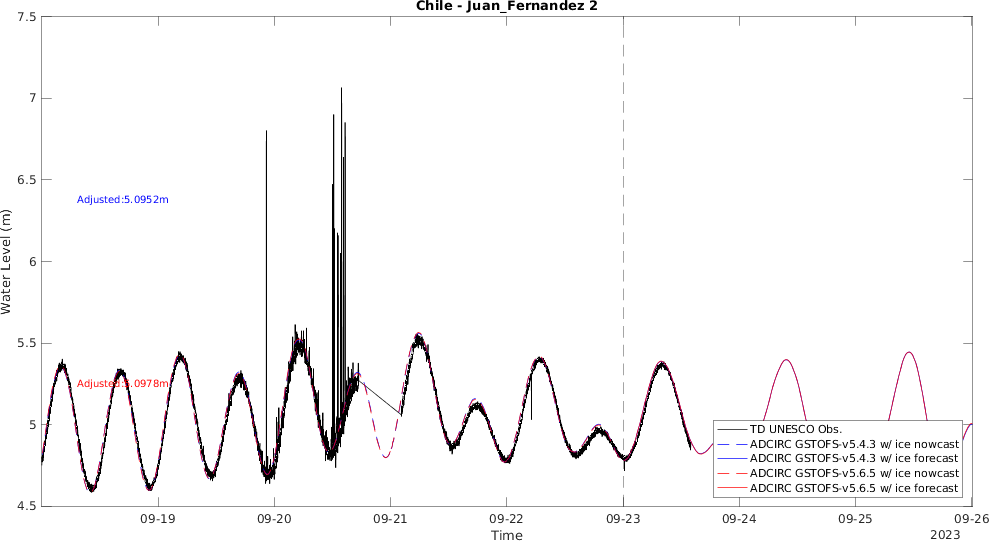 Chile - Juan_Fernandez 2
7.5
7
6.5
6
5.5
5
4.5
Water Level (m)
Adjusted:5.0952m
Adjusted:5.0978m
TD UNESCO Obs.
ADCIRC GSTOFS-v5.4.3 w/ ice nowcast
ADCIRC GSTOFS-v5.4.3 w/ ice forecast
ADCIRC GSTOFS-v5.6.5 w/ ice nowcast
ADCIRC GSTOFS-v5.6.5 w/ ice forecast
09-19
09-20
09-21
09-22
09-23
09-24
09-25
09-26
Time
2023